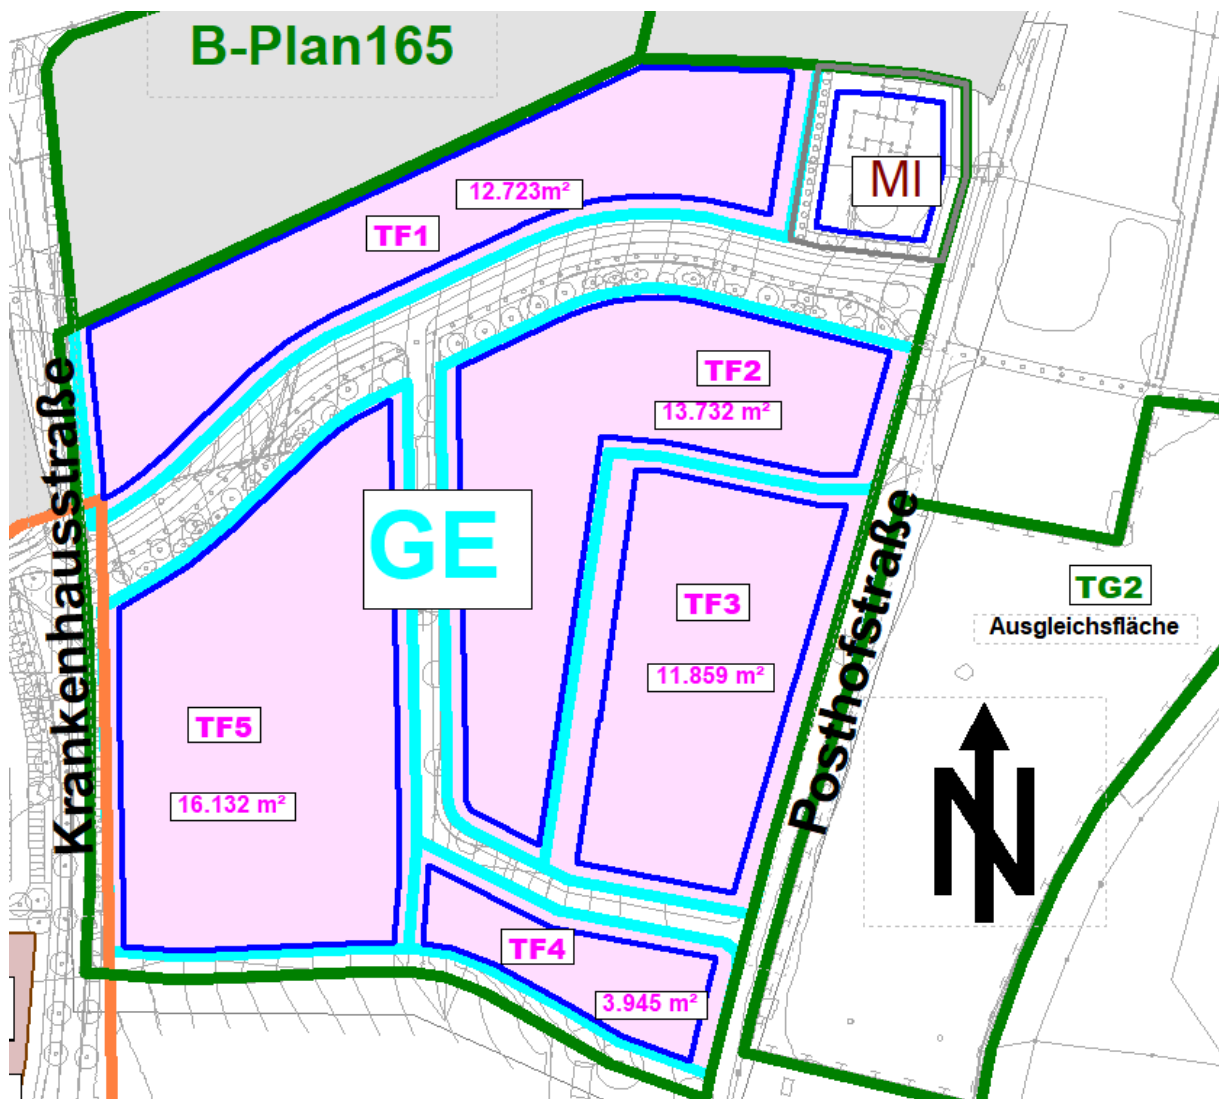 B-Plan165
MI
12.723m²
TF1
TF2
13.732 m²
GE
TF3
11.859 m²
TG2
Ausgleichsfläche
Krankenhausstraße
Posthofstraße
TF5
16.132 m²
N
TF4
3.945 m²